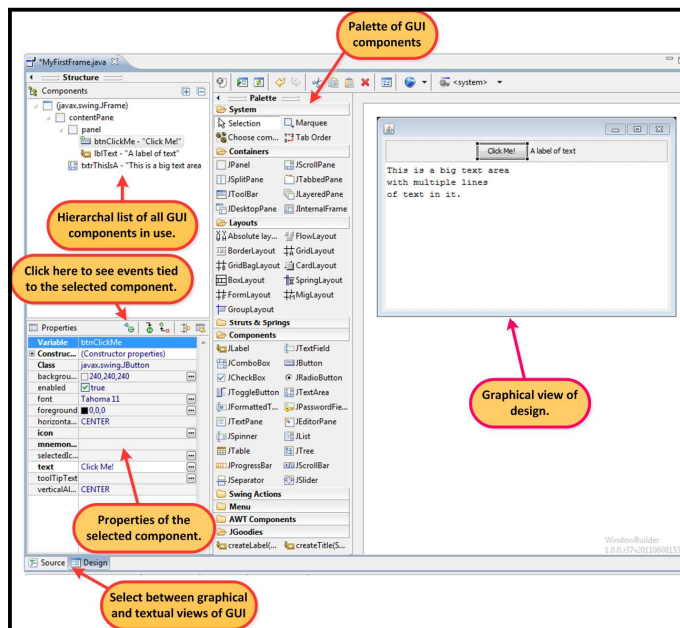 Palette of GUI
components
*MyFirstFrame.java
Structure
Components
(javax.swing.JFrame)
contentPane
panel
btnClickMe - "Click Me!"
lblText - "A label of text"
txtrThisIsA - "This is a big text area
Hierarchal list of all GUI
components in use.
Click here to see events tied
to the selected component.
Properties
Variable btnClickMe
Construc... (Constructor properties)
Class javax.swing.JButton
backgrou... 240,240,240
enabled true
font Tahoma 11
foreground 0,0,0
horizonta... CENTER
icon
mnemon...
selectedIc...
text Click Me!
toolTipText
verticalAl... CENTER
Properties of the
selected component.
Source Design
Select between graphical
and textual views of GUI
<system>
Palette
System
Selection Marquee
Choose com... Tab Order
Containers
JPanel JScrollPane
JSplitPane JTabbedPane
JToolBar JLayeredPane
JDesktopPane JInternalFrame
Layouts
Absolute lay... FlowLayout
BorderLayout GridLayout
GridBagLayout CardLayout
BoxLayout SpringLayout
FormLayout MigLayout
GroupLayout
Struts & Springs
Components
JLabel JTextField
JComboBox JButton
JCheckBox JRadioButton
JToggleButton JTextArea
JFormattedT... JPasswordFie...
JTextPane JEditorPane
JSpinner JList
JTable JTree
JProgressBar JScrollBar
JSeparator JSlider
Swing Actions
Menu
AWT Components
JGoodies
createLabel(... createTitle(S...
Click Me! A label of text
This is a big text area
with multiple lines
of text in it.
Graphical view of
design.
WindowBuilder